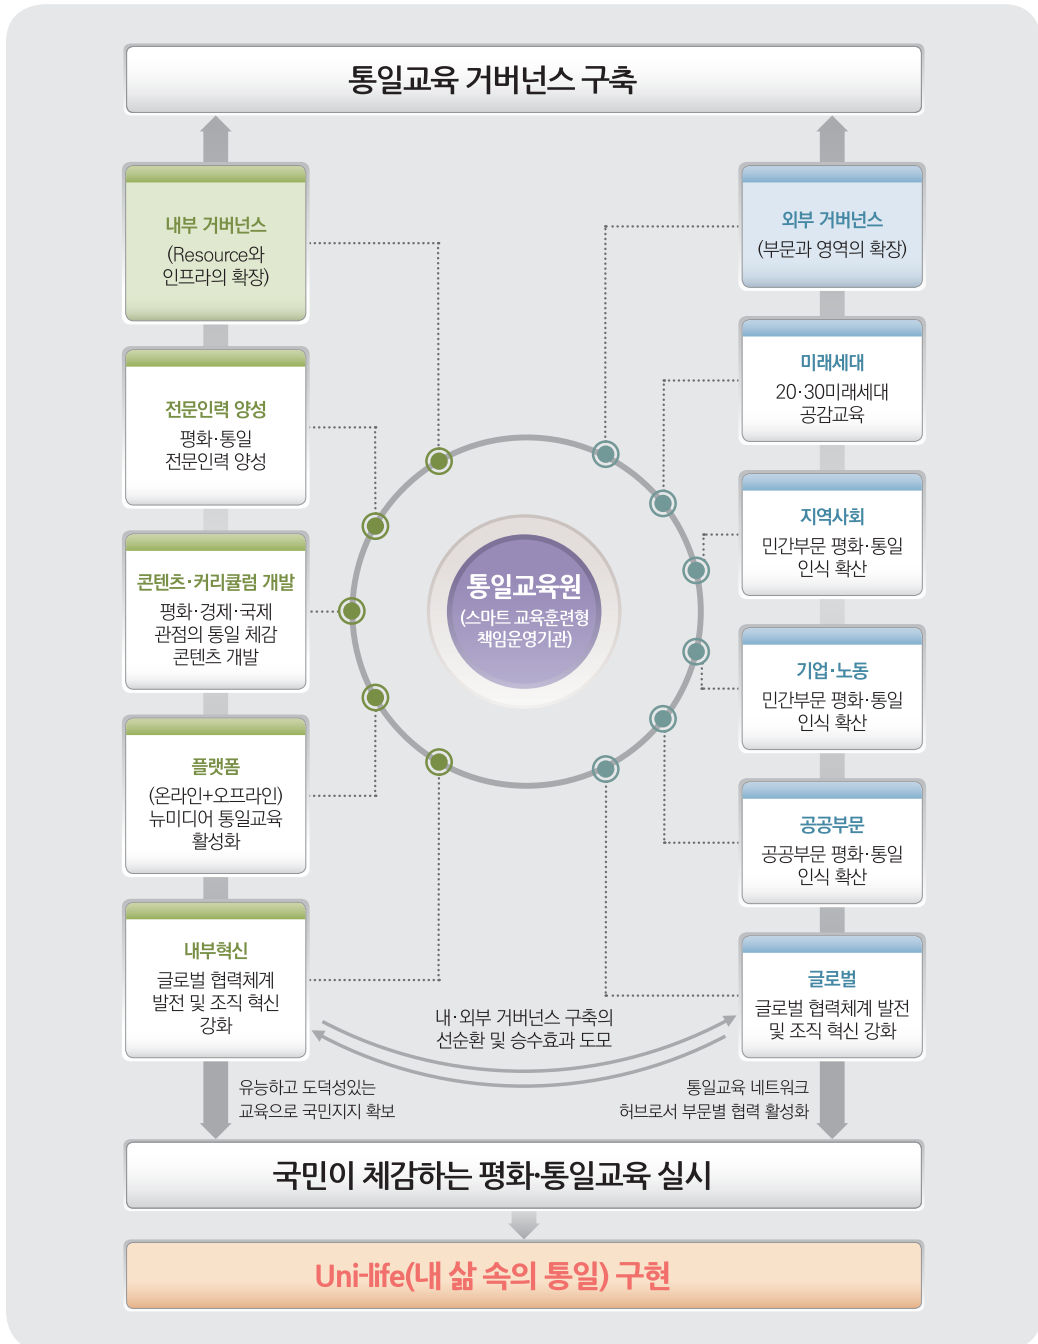 통일교육 거버넌스 구축
내부 거버넌스
(Resource와
인프라의 확장)
전문인력 양성
평화·통일
전문인력 양성
콘텐츠·커리큘럼 개발
평화·경제·국제
관점의 통일 체감
콘텐츠 개발
플랫폼
(온라인+오프라인)
뉴미디어 통일교육
활성화
내부혁신
글로벌 협력체계
발전 및 조직 혁신
강화
통일교육원
(스마트 교육훈련형
책임운영기관)
외부 거버넌스
(부문과 영역의 확장)
미래세대
20·30미래세대
공감교육
지역사회
민간부문 평화·통일
인식 확산
기업·노동
민간부문 평화·통일
인식 확산
공공부문
공공부문 평화·통일
인식 확산
글로벌
글로벌 협력체계 발전
및 조직 혁신 강화
내·외부 거버넌스 구축의
선순환 및 승수효과 도모
유능하고 도덕성있는
교육으로 국민지지 확보
통일교육 네트워크
허브로서 부문별 협력 활성화
국민이 체감하는 평화·통일교육 실시
Uni-life(내 삶 속의 통일) 구현